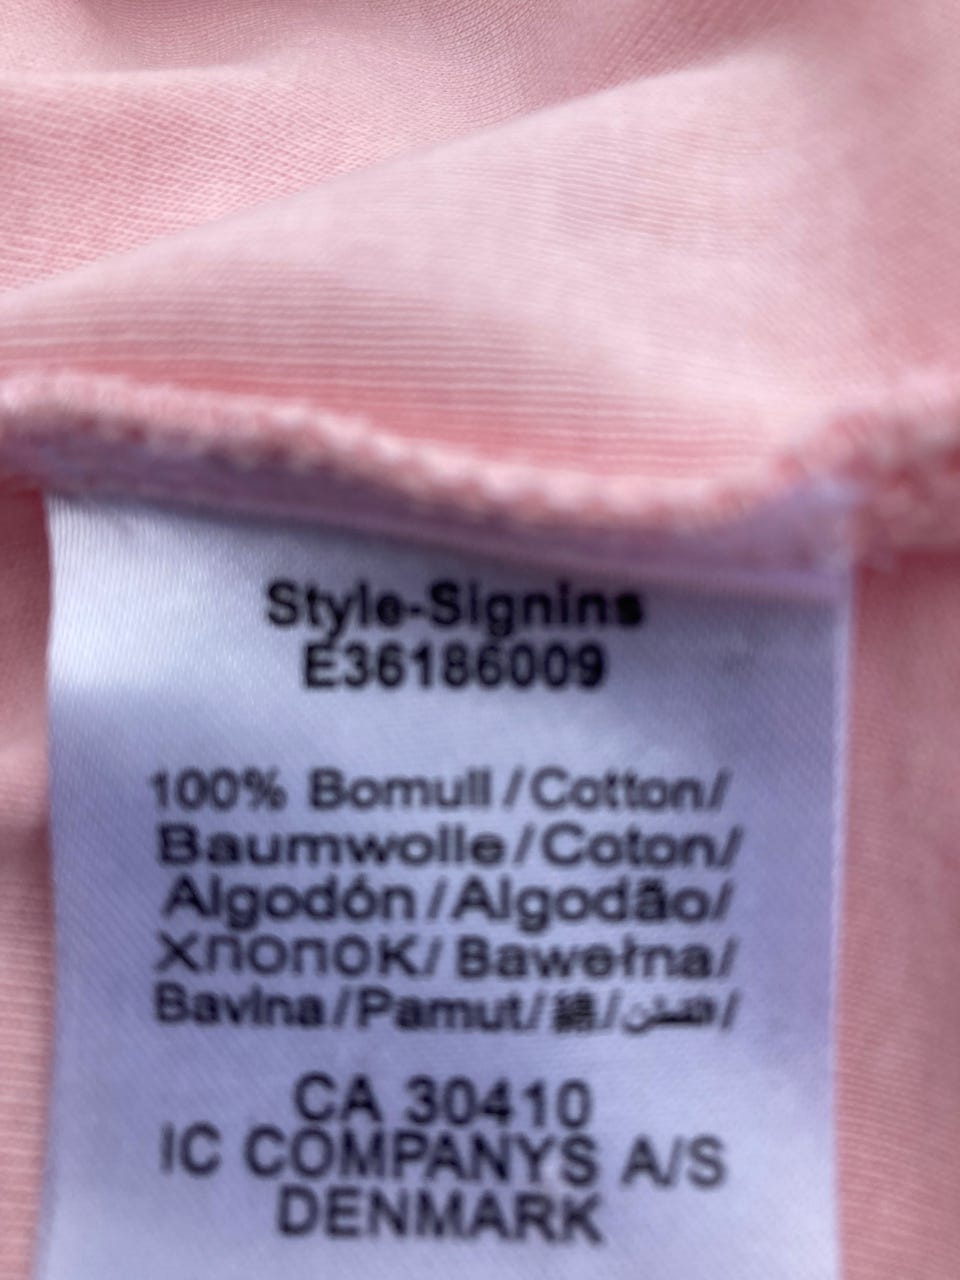 Style-Signins
E36186009
100% Bomull/Cotton/
Baumwolle/Coton/
Algodón/Algodão/
Хлопок/Bawełna/
Bavlna/Pamut/綿/قطن/
CA 30410
IC COMPANYS A/S
DENMARK